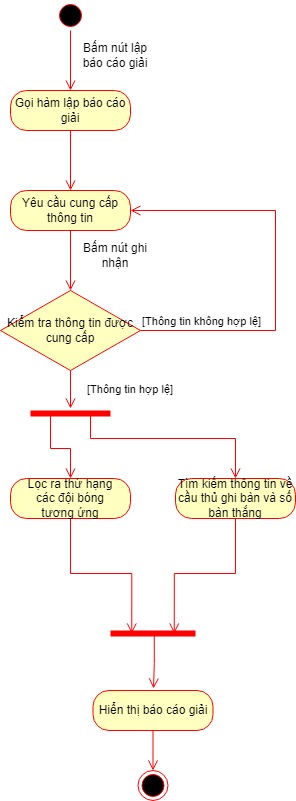 Bấm nút lập
báo cáo giải
Gọi hàm lập báo cáo
giải
Yêu cầu cung cấp
thông tin
Bấm nút ghi
nhận
Kiểm tra thông tin được
cung cấp
[Thông tin không hợp lệ]
[Thông tin hợp lệ]
Lọc ra thứ hạng
các đội bóng
tương ứng
Tìm kiếm thông tin về
cầu thủ ghi bàn và số
bàn thắng
Hiển thị báo cáo giải